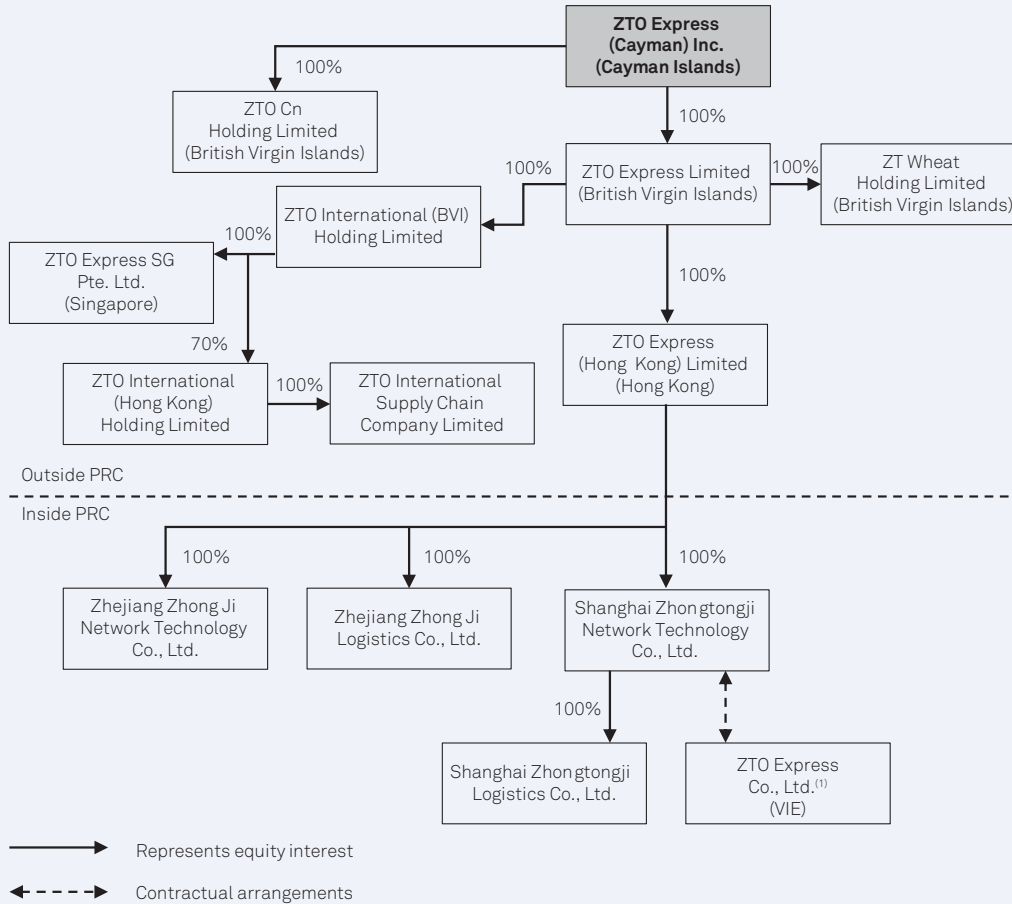 ZTO Express
(Cayman) Inc.
(Cayman Islands)
100%
100%
ZTO Cn
Holding Limited
(British Virgin Islands)
ZTO Express Limited
(British Virgin Islands)
100%
100%
ZT Wheat
Holding Limited
(British Virgin Islands)
ZTO International (BVI)
Holding Limited
100%
ZTO Express SG
Pte. Ltd.
(Singapore)
100%
70%
ZTO Express
(Hong Kong) Limited
(Hong Kong)
ZTO International
(Hong Kong)
Holding Limited
100%
ZTO International
Supply Chain
Company Limited
Outside PRC
Inside PRC
100%
100%
100%
Zhejiang Zhong Ji
Network Technology
Co., Ltd.
Zhejiang Zhong Ji
Logistics Co., Ltd.
Shanghai Zhongtongji
Network Technology
Co., Ltd.
100%
Shanghai Zhongtongji
Logistics Co., Ltd.
ZTO Express
Co., Ltd.(1)
(VIE)
Represents equity interest
Contractual arrangements